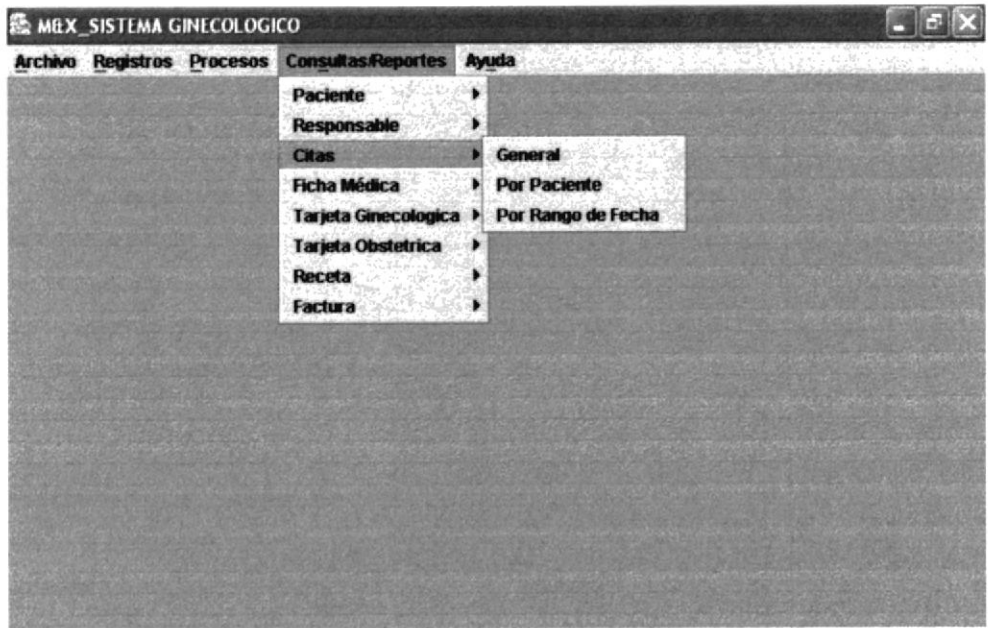 M&X_SISTEMA GINECOLOGICO
Archivo Registros Procesos Consultas/Reportes Ayuda
Paciente
Responsable
Citas
General
Ficha Médica
Por Paciente
Tarjeta Ginecologica
Por Rango de Fecha
Tarjeta Obstetrica
Receta
Factura